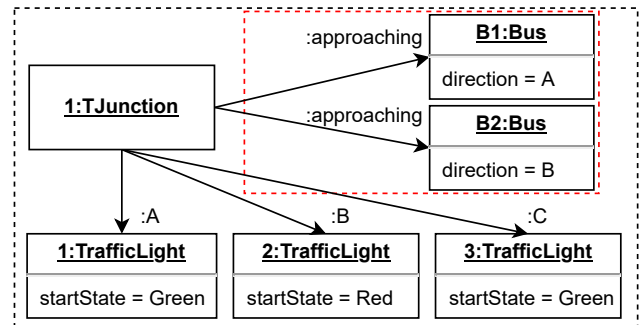 :approaching
B1:Bus
direction = A
1:TJunction
:approaching
B2:Bus
direction = B
:A
:B
:C
1:TrafficLight
2:TrafficLight
3:TrafficLight
startState = Green
startState = Red
startState = Green